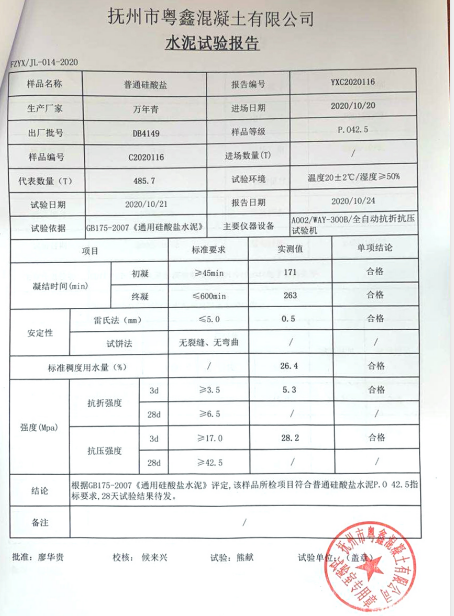 抚州市粤鑫混凝土有限公司
水泥试验报告
FZYX/JL-014-2020
样品名称 普通硅酸盐 报告编号 YXC2020116
生产厂家 万年青 进场日期 2020/10/20
出厂批号 DB4149 样品等级 P.O42.5
样品编号 C2020116 进场数量(T) /
代表数量（T） 485.7 试验环境 温度20±2℃/湿度≥50%
试验日期 2020/10/21 报告日期 2020/10/24
试验依据 GB175-2007《通用硅酸盐水泥》 主要仪器设备 A002/WAY-300B/全自动抗折抗压
试验机
项目 标准要求 实测值 单项结论
凝结时间(min) 初凝 ≥45min 171 合格
终凝 ≤600min 263 合格
安定性 雷氏法（mm） ≤5.0 0.5 合格
试饼法 无裂缝、无弯曲 / /
标准稠度用水量（%） / 26.4 合格
强度(Mpa) 抗折强度 3d ≥3.5 5.3 合格
28d ≥6.5 / /
抗压强度 3d ≥17.0 28.2 合格
28d ≥42.5 / /
结论 根据GB175-2007《通用硅酸盐水泥》评定,该样品所检项目符合普通硅酸盐水泥P.O 42.5指
标要求,28天试验结果待发。
备注 /
批准：廖华贵 校核：候来兴 试验：熊献 试验单位：（盖章）
抚州市粤鑫混凝土有限公司
试验室专用章